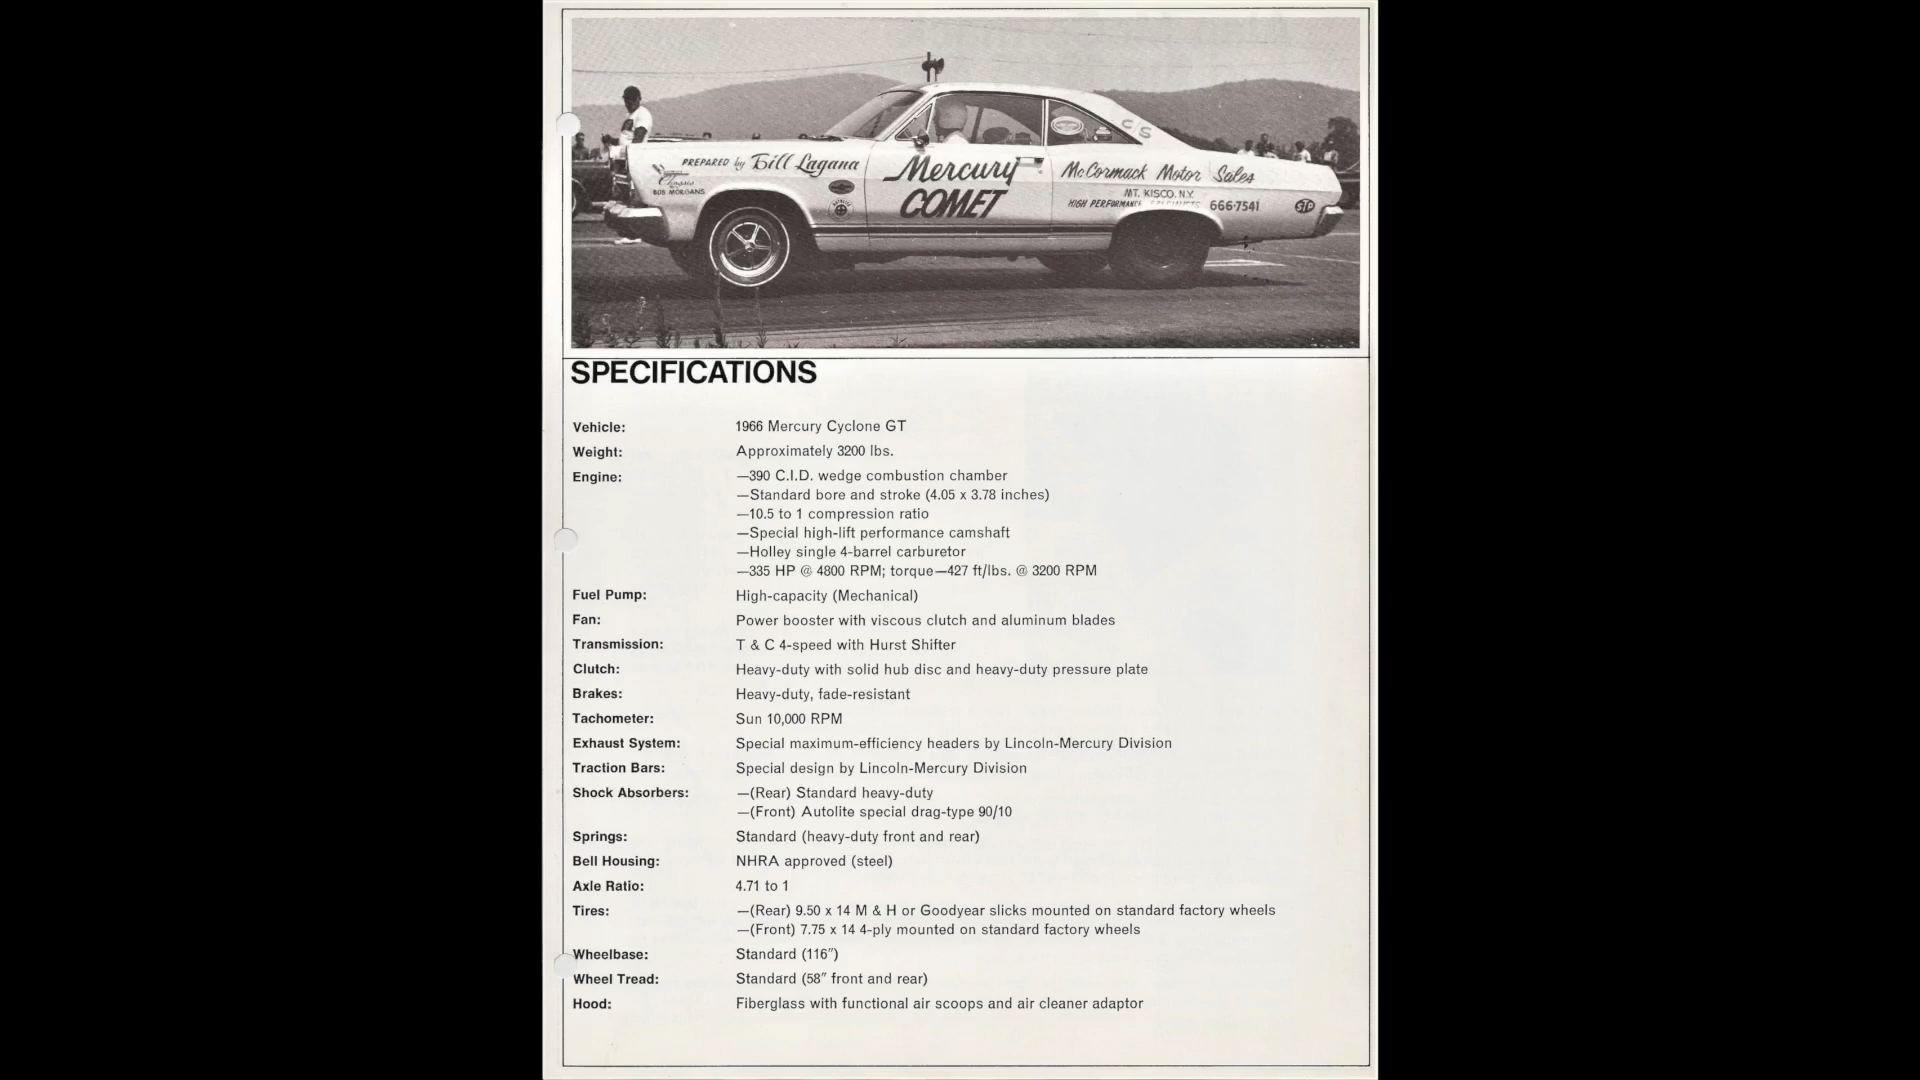 PREPARED by Bill Lagana
Chassis
BOB MORGANS
Mercury
COMET
C/S
McCormack Motor Sales
MT. KISCO. N.Y.
HIGH PERFORMANCE SPECIALISTS 666-7541
STP
SPECIFICATIONS
Vehicle: 1966 Mercury Cyclone GT
Weight: Approximately 3200 lbs.
Engine: —390 C.I.D. wedge combustion chamber
—Standard bore and stroke (4.05 x 3.78 inches)
—10.5 to 1 compression ratio
—Special high-lift performance camshaft
—Holley single 4-barrel carburetor
—335 HP @ 4800 RPM; torque—427 ft/lbs. @ 3200 RPM
Fuel Pump: High-capacity (Mechanical)
Fan: Power booster with viscous clutch and aluminum blades
Transmission: T & C 4-speed with Hurst Shifter
Clutch: Heavy-duty with solid hub disc and heavy-duty pressure plate
Brakes: Heavy-duty, fade-resistant
Tachometer: Sun 10,000 RPM
Exhaust System: Special maximum-efficiency headers by Lincoln-Mercury Division
Traction Bars: Special design by Lincoln-Mercury Division
Shock Absorbers: —(Rear) Standard heavy-duty
—(Front) Autolite special drag-type 90/10
Springs: Standard (heavy-duty front and rear)
Bell Housing: NHRA approved (steel)
Axle Ratio: 4.71 to 1
Tires: —(Rear) 9.50 x 14 M & H or Goodyear slicks mounted on standard factory wheels
—(Front) 7.75 x 14 4-ply mounted on standard factory wheels
Wheelbase: Standard (116″)
Wheel Tread: Standard (58″ front and rear)
Hood: Fiberglass with functional air scoops and air cleaner adaptor